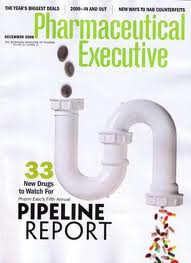 THE YEAR'S BIGGEST DEALS
2009—IN AND OUT
NEW WAYS TO NAB COUNTERFEITS
Pharmaceutical
Executive
DECEMBER 2008
33
New Drugs
to Watch For
Pharm Exec's Fifth Annual
PIPELINE
REPORT